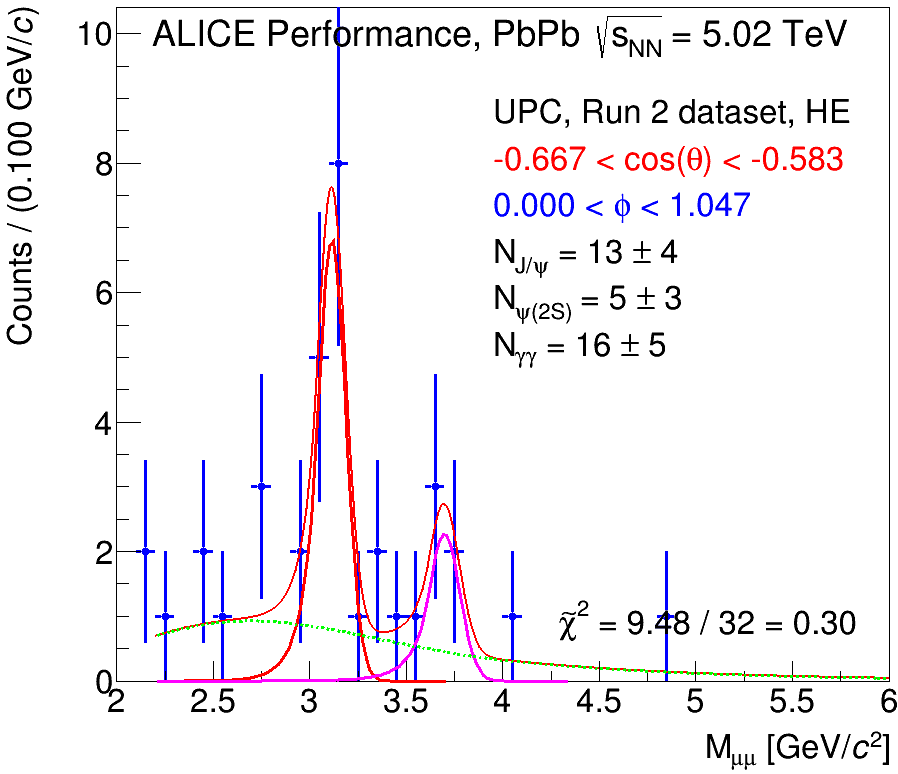 ALICE Performance, PbPb √sNN = 5.02 TeV
UPC, Run 2 dataset, HE
-0.667 < cos(θ) < -0.583
0.000 < ϕ < 1.047
NJ/ψ = 13 ± 4
Nψ(2S) = 5 ± 3
Nγγ = 16 ± 5
χ̃² = 9.48 / 32 = 0.30
Counts / (0.100 GeV/c)
10
8
6
4
2
0
2 2.5 3 3.5 4 4.5 5 5.5 6
Mμμ [GeV/c²]